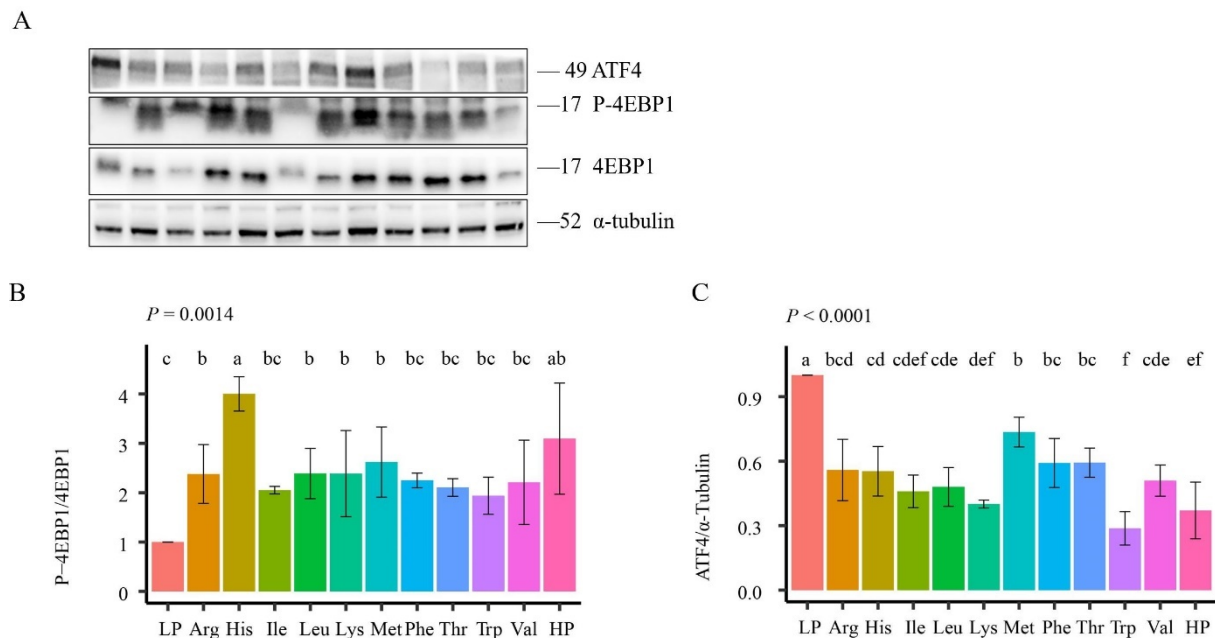 A
— 49 ATF4
—17 P-4EBP1
—17 4EBP1
—52 α-tubulin
B
P = 0.0014
c b a bc b b b bc bc bc bc ab
4
3
2
1
0
P–4EBP1/4EBP1
LP Arg His Ile Leu Lys Met Phe Thr Trp Val HP
C
P < 0.0001
a bcd cd cdef cde def b bc bc f cde ef
0.9
0.6
0.3
0.0
ATF4/α-Tubulin
LP Arg His Ile Leu Lys Met Phe Thr Trp Val HP